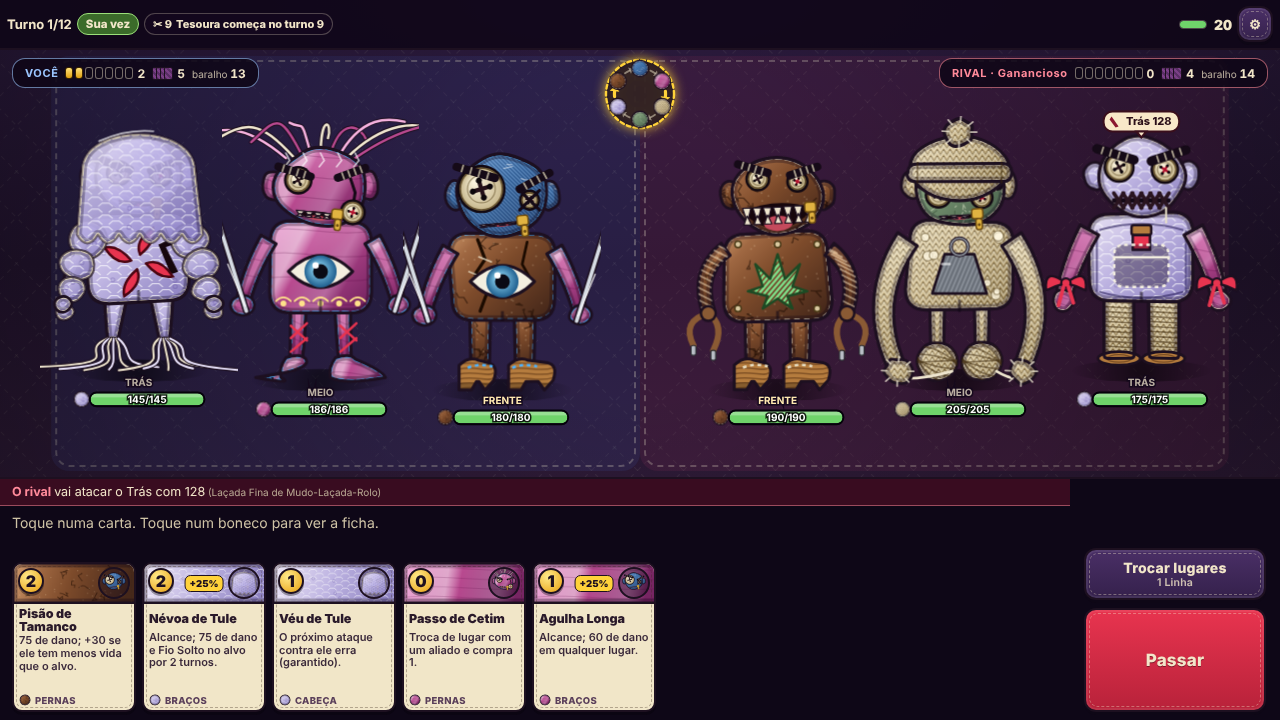 Turno 1/12
Sua vez
✂ 9 Tesoura começa no turno 9
20
VOCÊ 2 5 baralho 13
RIVAL · Ganancioso 0 4 baralho 14
Trás 128
TRÁS
145/145
MEIO
186/186
FRENTE
180/180
FRENTE
190/190
MEIO
205/205
TRÁS
175/175
O rival vai atacar o Trás com 128 (Laçada Fina de Mudo-Laçada-Rolo)
Toque numa carta. Toque num boneco para ver a ficha.
2
Pisão de
Tamanco
75 de dano; +30 se
ele tem menos vida
que o alvo.
PERNAS
2 +25%
Névoa de Tule
Alcance; 75 de dano
e Fio Solto no alvo
por 2 turnos.
BRAÇOS
1
Véu de Tule
O próximo ataque
contra ele erra
(garantido).
CABEÇA
0
Passo de Cetim
Troca de lugar com
um aliado e compra
1.
PERNAS
1 +25%
Agulha Longa
Alcance; 60 de dano
em qualquer lugar.
BRAÇOS
Trocar lugares
1 Linha
Passar